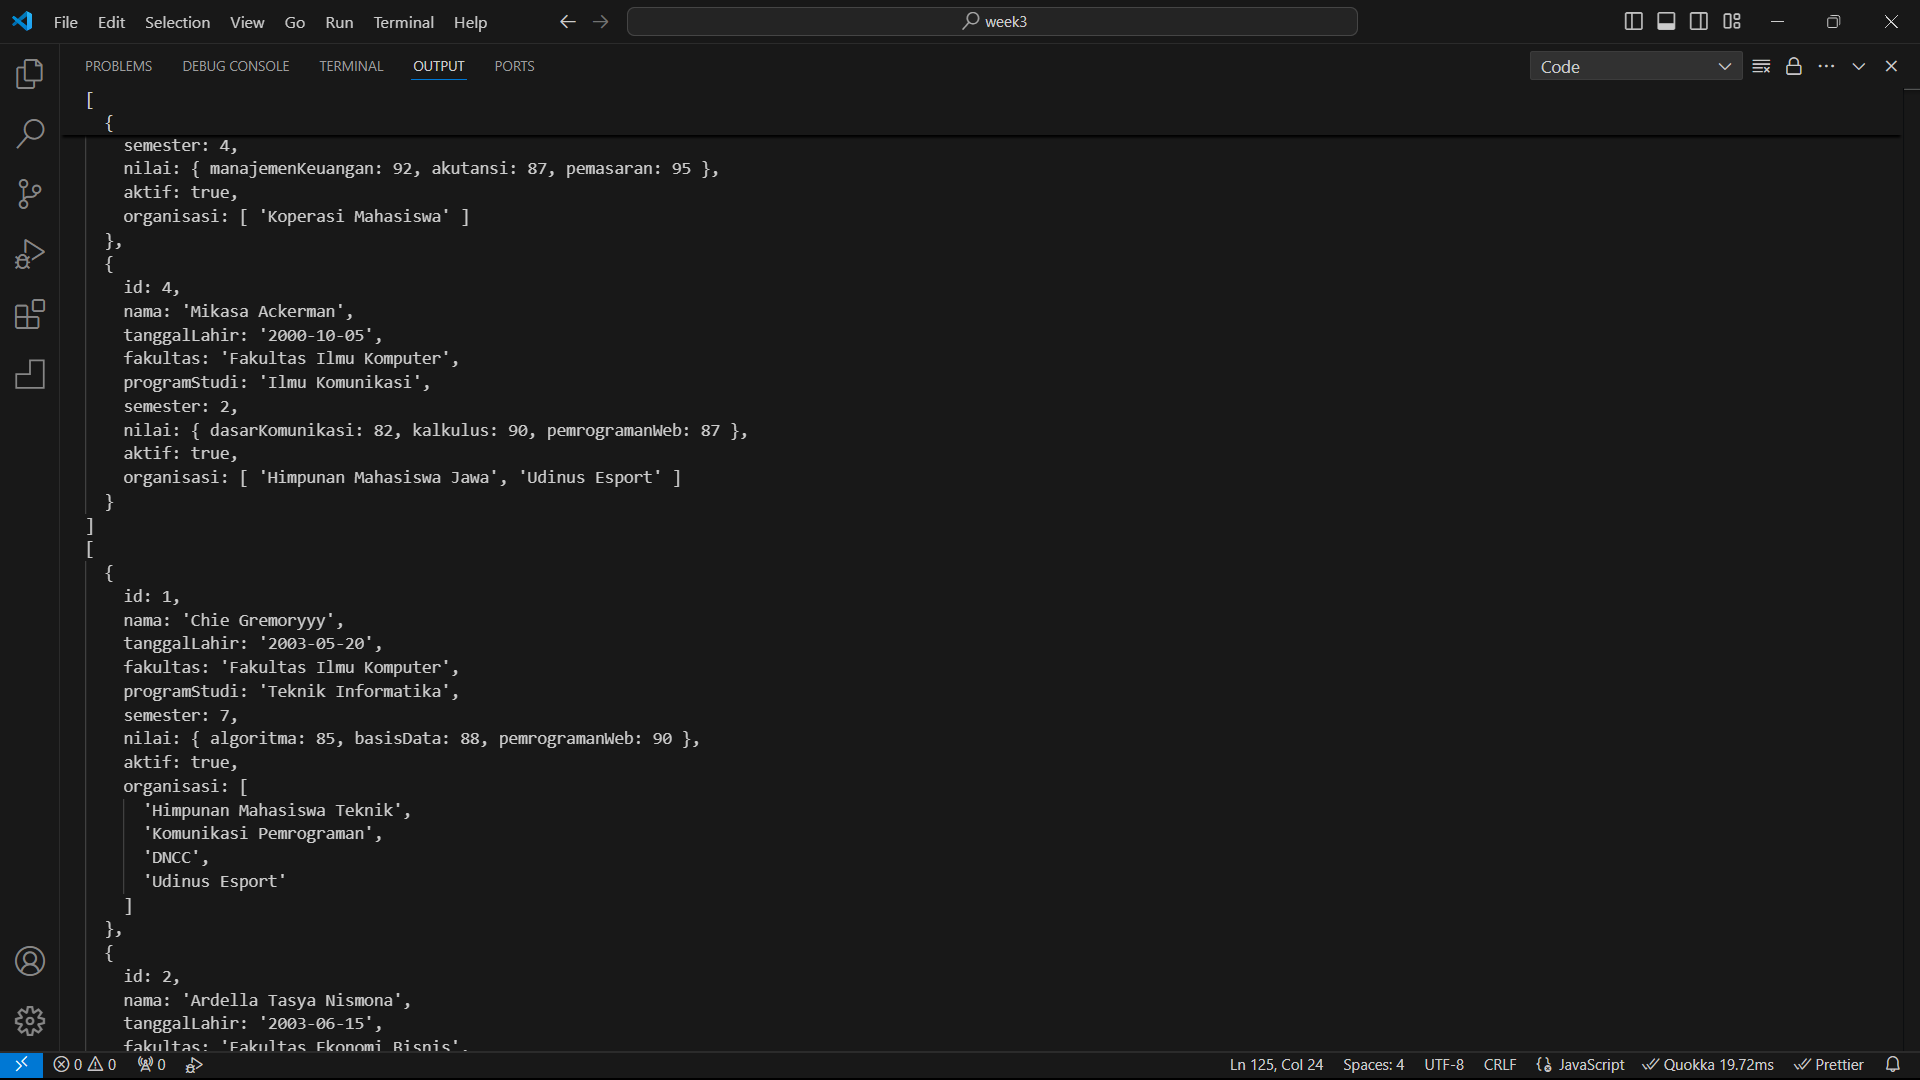 File Edit Selection View Go Run Terminal Help week3
PROBLEMS DEBUG CONSOLE TERMINAL OUTPUT PORTS Code
[
{
semester: 4,
nilai: { manajemenKeuangan: 92, akutansi: 87, pemasaran: 95 },
aktif: true,
organisasi: [ 'Koperasi Mahasiswa' ]
},
{
id: 4,
nama: 'Mikasa Ackerman',
tanggalLahir: '2000-10-05',
fakultas: 'Fakultas Ilmu Komputer',
programStudi: 'Ilmu Komunikasi',
semester: 2,
nilai: { dasarKomunikasi: 82, kalkulus: 90, pemrogramanWeb: 87 },
aktif: true,
organisasi: [ 'Himpunan Mahasiswa Jawa', 'Udinus Esport' ]
}
]
[
{
id: 1,
nama: 'Chie Gremoryyy',
tanggalLahir: '2003-05-20',
fakultas: 'Fakultas Ilmu Komputer',
programStudi: 'Teknik Informatika',
semester: 7,
nilai: { algoritma: 85, basisData: 88, pemrogramanWeb: 90 },
aktif: true,
organisasi: [
'Himpunan Mahasiswa Teknik',
'Komunikasi Pemrograman',
'DNCC',
'Udinus Esport'
]
},
{
id: 2,
nama: 'Ardella Tasya Nismona',
tanggalLahir: '2003-06-15',
fakultas: 'Fakultas Ekonomi Bisnis',
0 0 0 Ln 125, Col 24 Spaces: 4 UTF-8 CRLF JavaScript Quokka 19.72ms Prettier